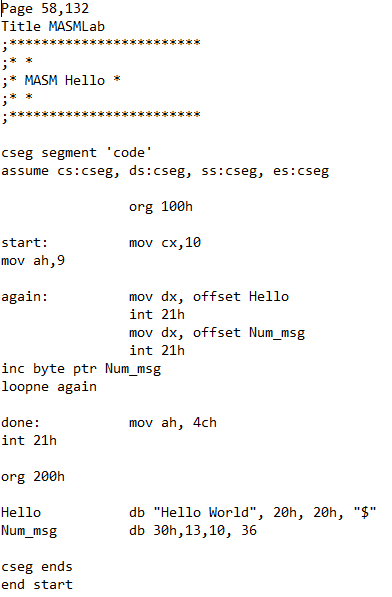 Page 58,132
Title MASMLab
;************************
;* *
;* MASM Hello *
;* *
;************************
cseg segment 'code'
assume cs:cseg, ds:cseg, ss:cseg, es:cseg
org 100h
start: mov cx,10
mov ah,9
again: mov dx, offset Hello
int 21h
mov dx, offset Num_msg
int 21h
inc byte ptr Num_msg
loopne again
done: mov ah, 4ch
int 21h
org 200h
Hello db "Hello World", 20h, 20h, "$"
Num_msg db 30h,13,10, 36
cseg ends
end start